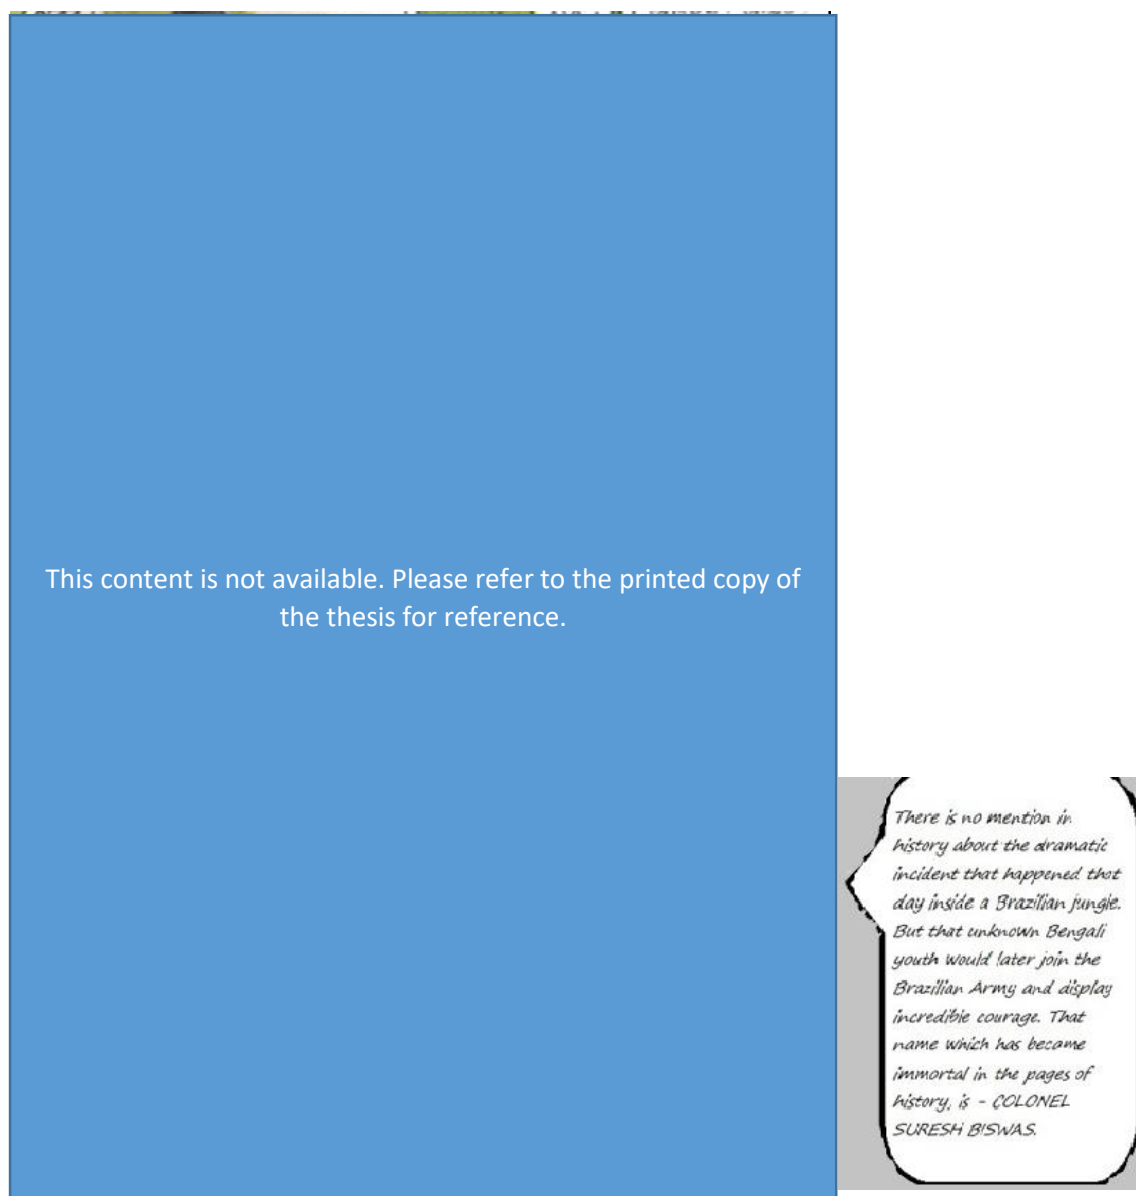 This content is not available. Please refer to the printed copy of
the thesis for reference.
There is no mention in
history about the dramatic
incident that happened that
day inside a Brazilian jungle.
But that unknown Bengali
youth would later join the
Brazilian Army and display
incredible courage. That
name which has became
immortal in the pages of
history, is - COLONEL
SURESH BISWAS.